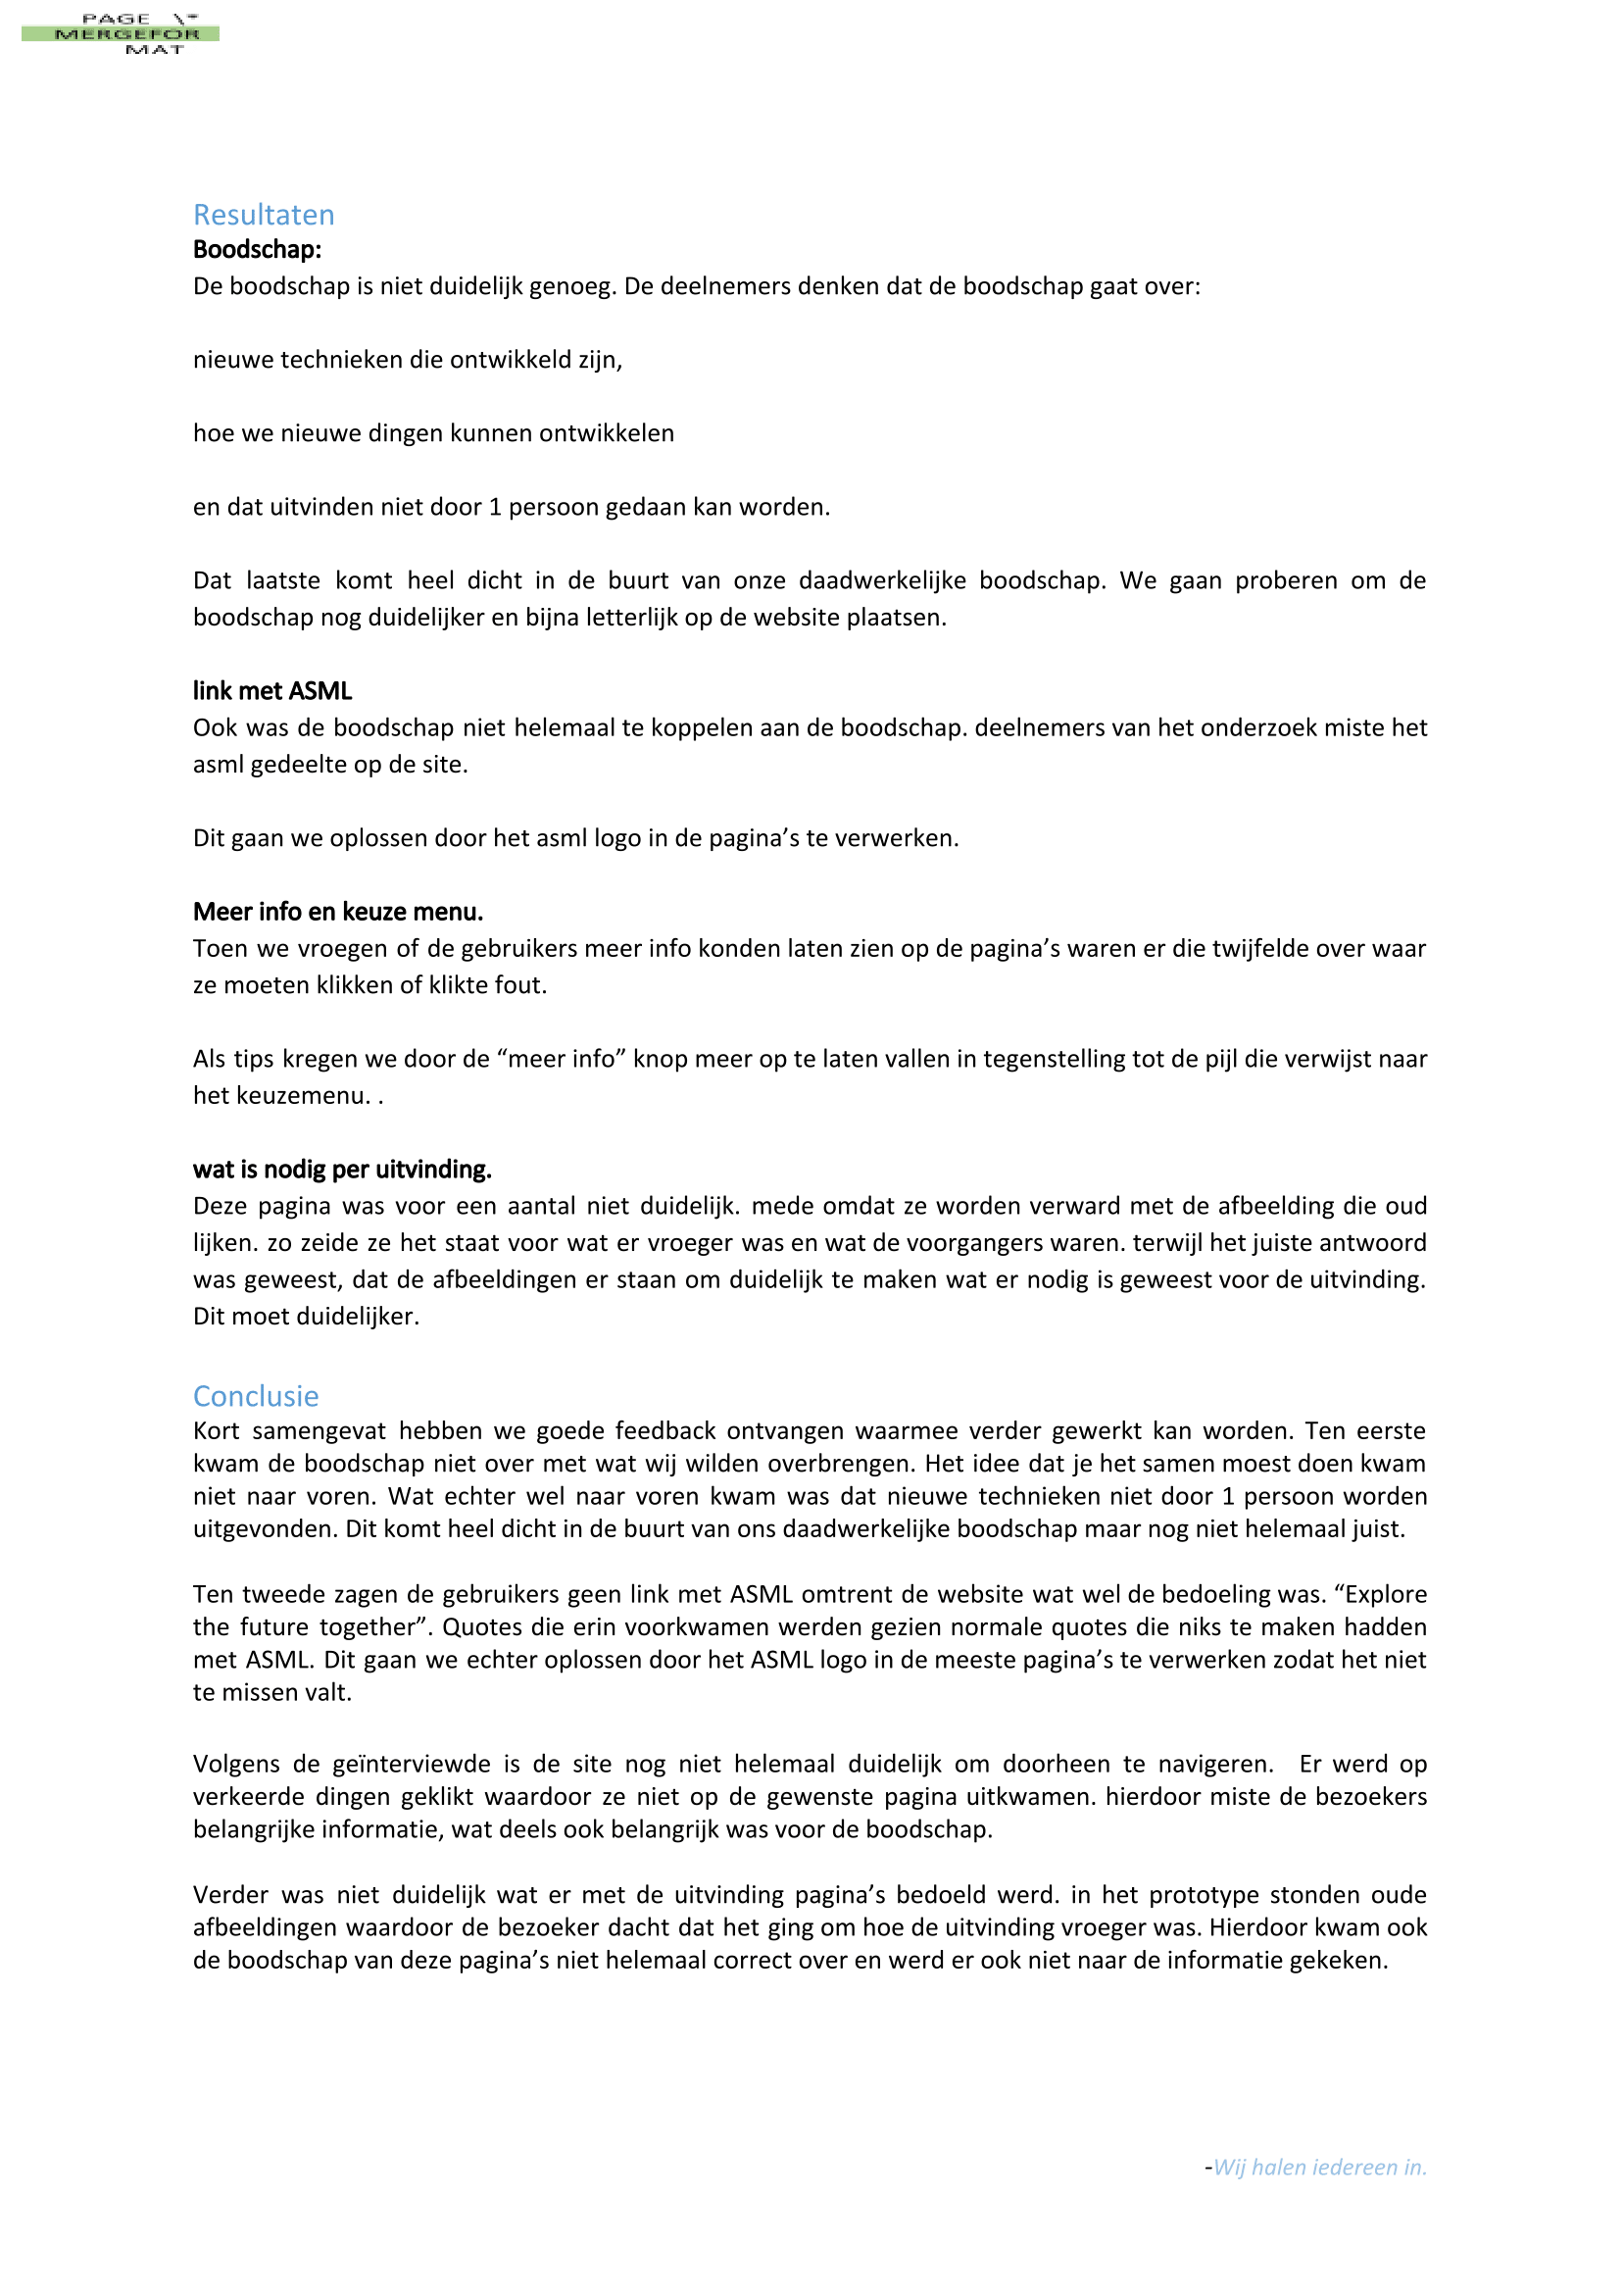 PAGE \*
MERGEFOR
MAT
Resultaten
Boodschap:
De boodschap is niet duidelijk genoeg. De deelnemers denken dat de boodschap gaat over:
nieuwe technieken die ontwikkeld zijn,
hoe we nieuwe dingen kunnen ontwikkelen
en dat uitvinden niet door 1 persoon gedaan kan worden.
Dat laatste komt heel dicht in de buurt van onze daadwerkelijke boodschap. We gaan proberen om de
boodschap nog duidelijker en bijna letterlijk op de website plaatsen.
link met ASML
Ook was de boodschap niet helemaal te koppelen aan de boodschap. deelnemers van het onderzoek miste het
asml gedeelte op de site.
Dit gaan we oplossen door het asml logo in de pagina’s te verwerken.
Meer info en keuze menu.
Toen we vroegen of de gebruikers meer info konden laten zien op de pagina’s waren er die twijfelde over waar
ze moeten klikken of klikte fout.
Als tips kregen we door de “meer info” knop meer op te laten vallen in tegenstelling tot de pijl die verwijst naar
het keuzemenu. .
wat is nodig per uitvinding.
Deze pagina was voor een aantal niet duidelijk. mede omdat ze worden verward met de afbeelding die oud
lijken. zo zeide ze het staat voor wat er vroeger was en wat de voorgangers waren. terwijl het juiste antwoord
was geweest, dat de afbeeldingen er staan om duidelijk te maken wat er nodig is geweest voor de uitvinding.
Dit moet duidelijker.
Conclusie
Kort samengevat hebben we goede feedback ontvangen waarmee verder gewerkt kan worden. Ten eerste
kwam de boodschap niet over met wat wij wilden overbrengen. Het idee dat je het samen moest doen kwam
niet naar voren. Wat echter wel naar voren kwam was dat nieuwe technieken niet door 1 persoon worden
uitgevonden. Dit komt heel dicht in de buurt van ons daadwerkelijke boodschap maar nog niet helemaal juist.
Ten tweede zagen de gebruikers geen link met ASML omtrent de website wat wel de bedoeling was. “Explore
the future together”. Quotes die erin voorkwamen werden gezien normale quotes die niks te maken hadden
met ASML. Dit gaan we echter oplossen door het ASML logo in de meeste pagina’s te verwerken zodat het niet
te missen valt.
Volgens de geïnterviewde is de site nog niet helemaal duidelijk om doorheen te navigeren.  Er werd op
verkeerde dingen geklikt waardoor ze niet op de gewenste pagina uitkwamen. hierdoor miste de bezoekers
belangrijke informatie, wat deels ook belangrijk was voor de boodschap.
Verder was niet duidelijk wat er met de uitvinding pagina’s bedoeld werd. in het prototype stonden oude
afbeeldingen waardoor de bezoeker dacht dat het ging om hoe de uitvinding vroeger was. Hierdoor kwam ook
de boodschap van deze pagina’s niet helemaal correct over en werd er ook niet naar de informatie gekeken.
-Wij halen iedereen in.